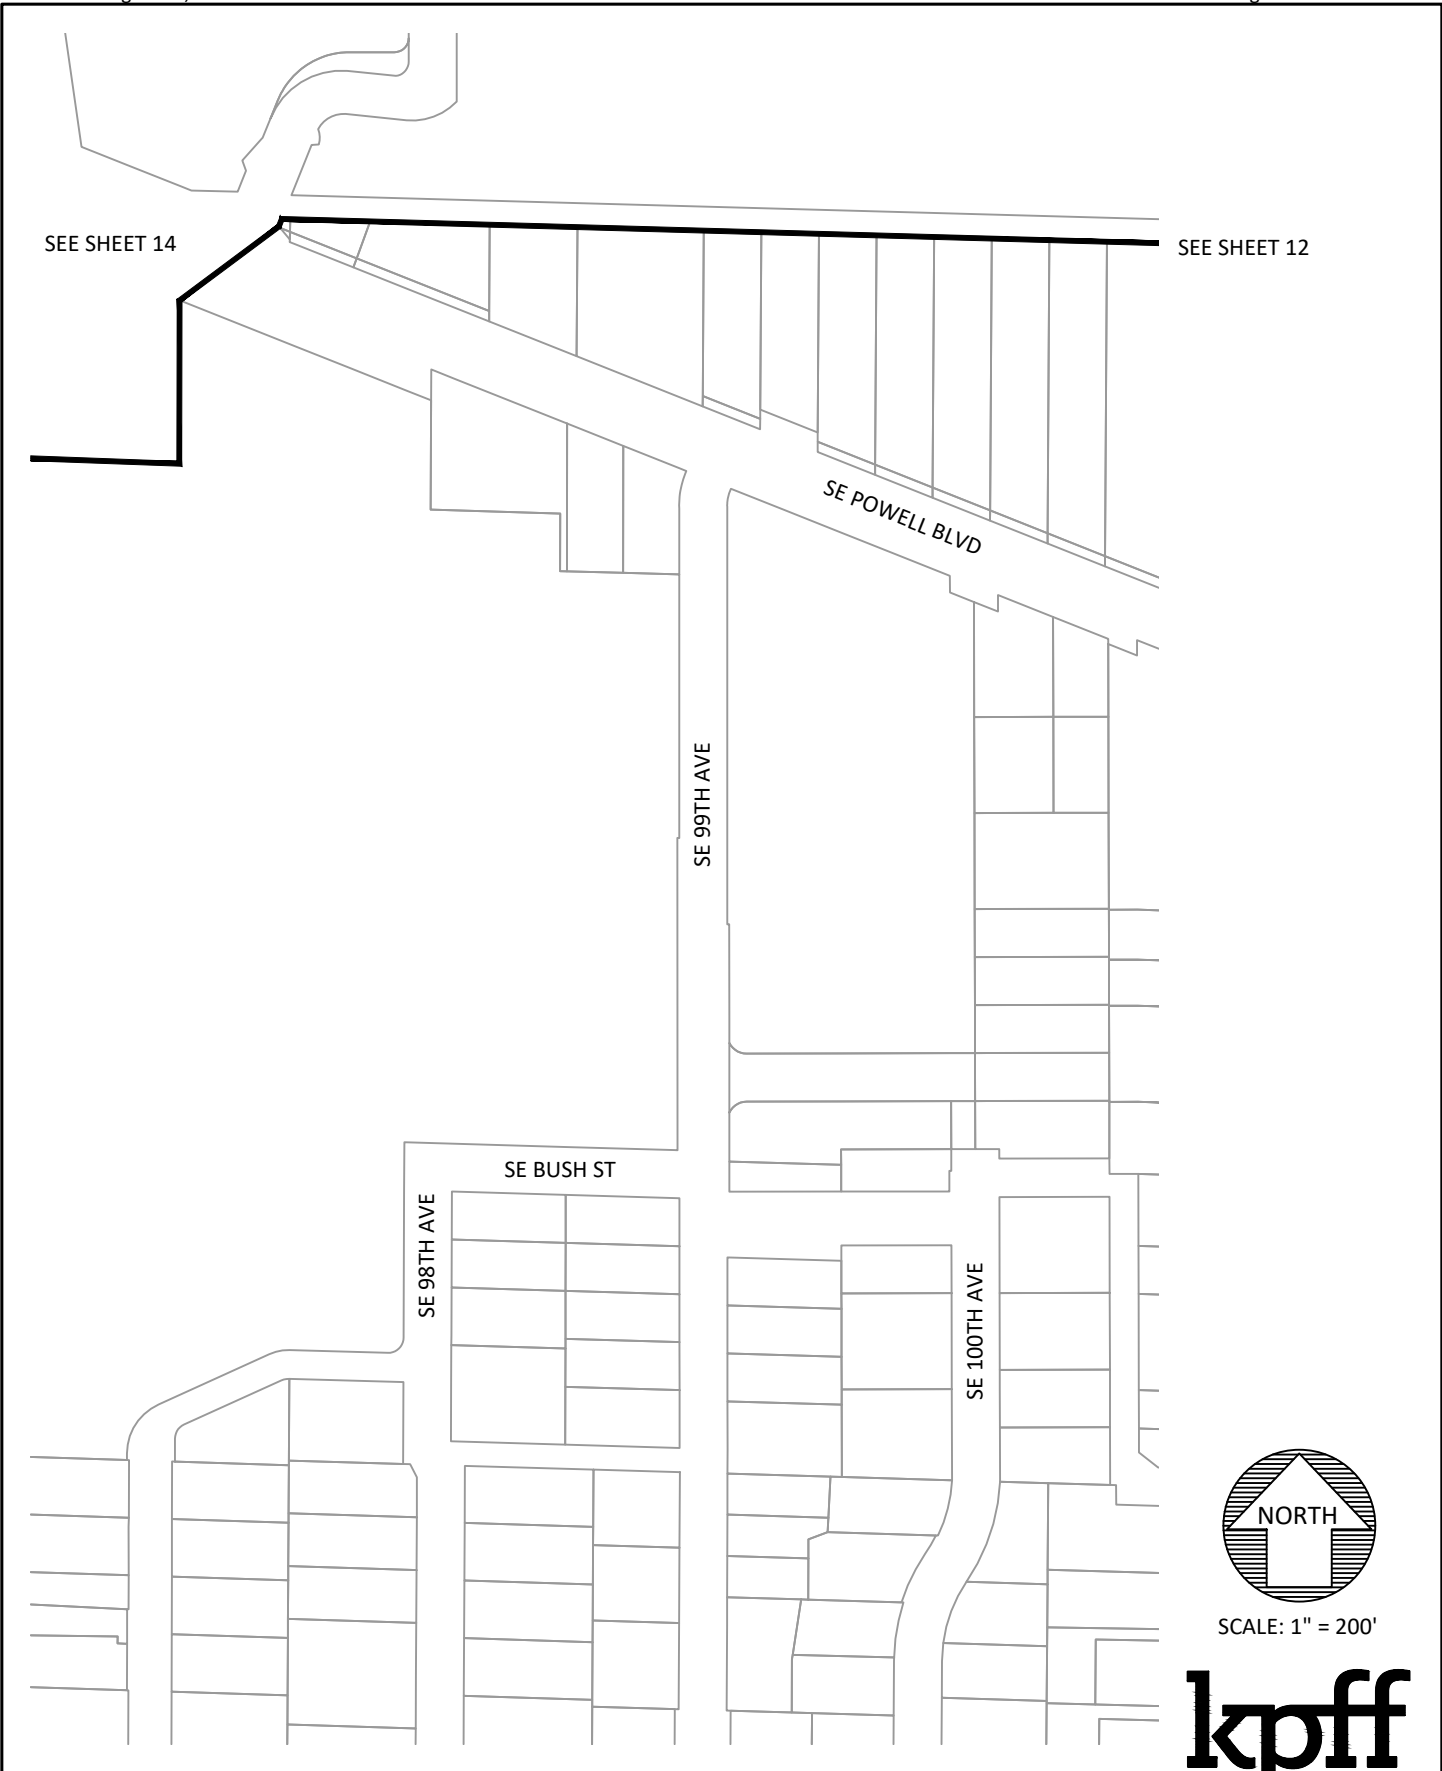 SEE SHEET 14
SEE SHEET 12
SE POWELL BLVD
SE 99TH AVE
SE BUSH ST
SE 98TH AVE
SE 100TH AVE
NORTH
SCALE: 1" = 200'
kpff